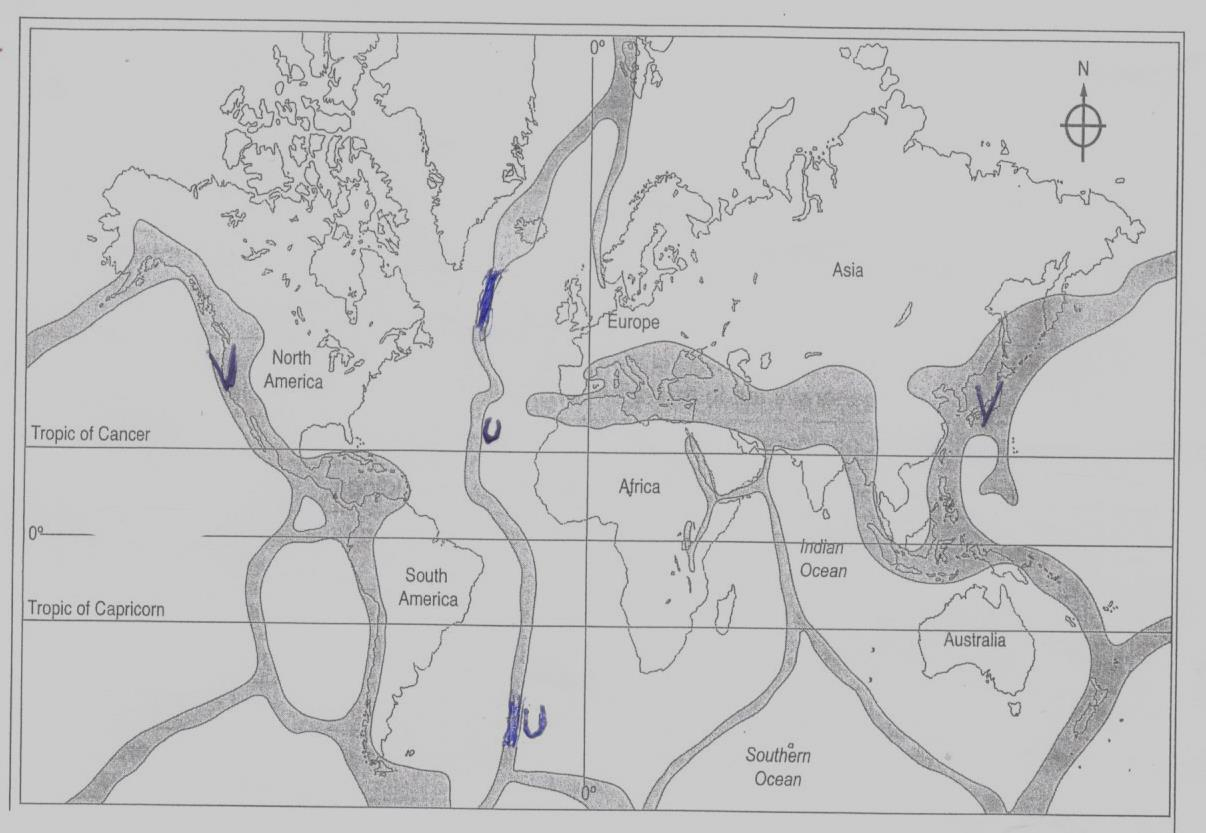 0°
N
Asia
Europe
North
America
V
V
U
Tropic of Cancer
Africa
0°
Indian
Ocean
South
America
Tropic of Capricorn
Australia
U
Southern
Ocean
0°